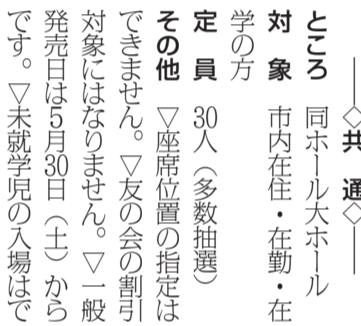 ――◇共　通◇――
ところ　同ホール大ホール
対　象　市内在住・在勤・在
学の方
定　員　30人（多数抽選）
その他　▽座席位置の指定は
できません。▽友の会の割引
対象にはなりません。▽一般
発売日は5月30日（土）から
です。▽未就学児の入場はで